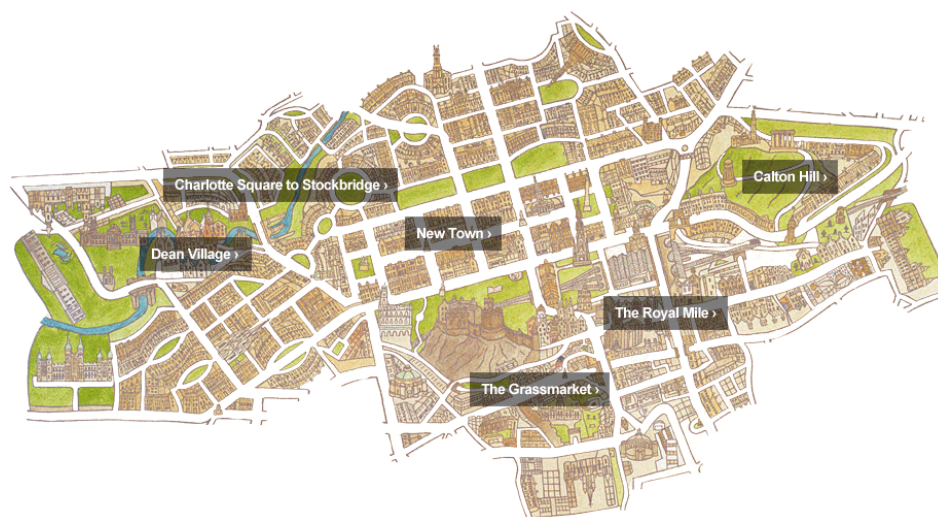 Charlotte Square to Stockbridge ›
Calton Hill ›
New Town ›
Dean Village ›
The Royal Mile ›
The Grassmarket ›